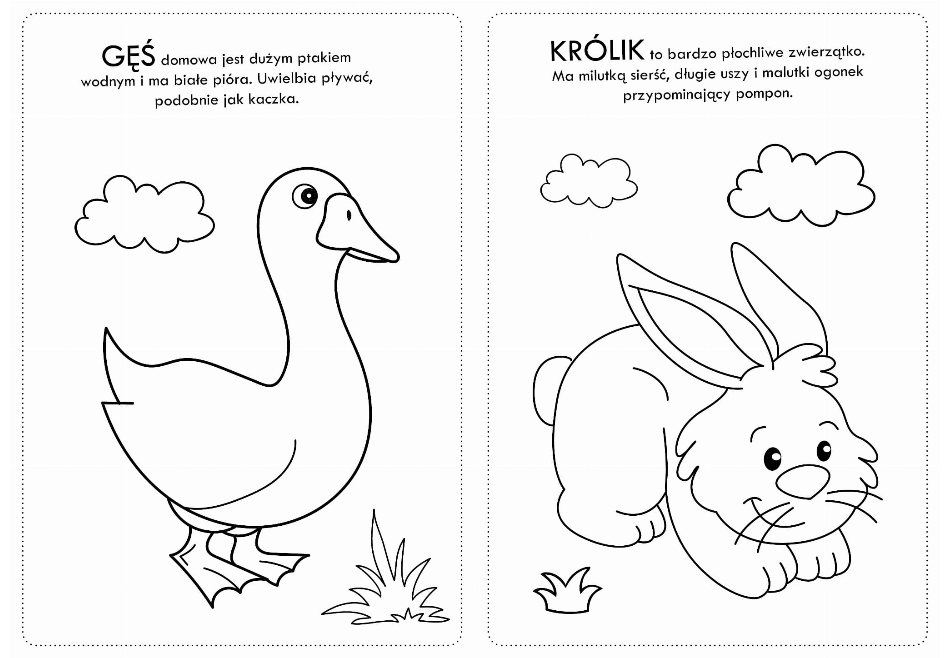 GĘŚ domowa jest dużym ptakiem
wodnym i ma białe pióra. Uwielbia pływać,
podobnie jak kaczka.
KRÓLIK to bardzo płochliwe zwierzątko.
Ma milutką sierść, długie uszy i malutki ogonek
przypominający pompon.